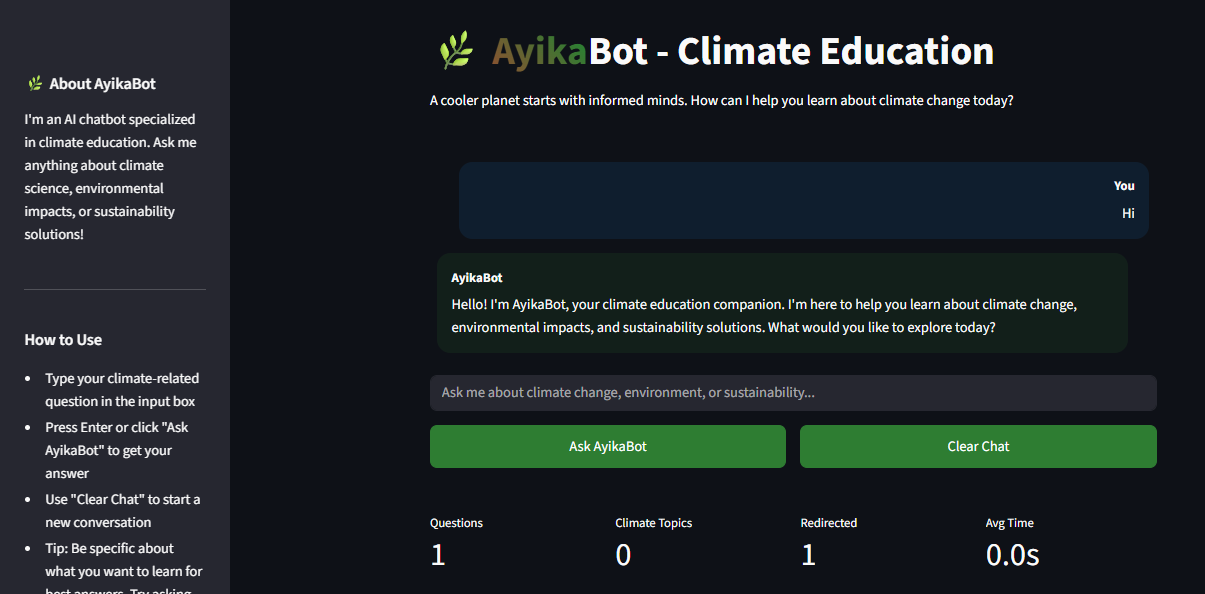 About AyikaBot
I'm an AI chatbot specialized
in climate education. Ask me
anything about climate
science, environmental
impacts, or sustainability
solutions!
How to Use
Type your climate-related
question in the input box
Press Enter or click "Ask
AyikaBot" to get your
answer
Use "Clear Chat" to start a
new conversation
Tip: Be specific about
what you want to learn for
best answers. Try asking
AyikaBot - Climate Education
A cooler planet starts with informed minds. How can I help you learn about climate change today?
You
Hi
AyikaBot
Hello! I'm AyikaBot, your climate education companion. I'm here to help you learn about climate change,
environmental impacts, and sustainability solutions. What would you like to explore today?
Ask me about climate change, environment, or sustainability...
Ask AyikaBot
Clear Chat
Questions
1
Climate Topics
0
Redirected
1
Avg Time
0.0s